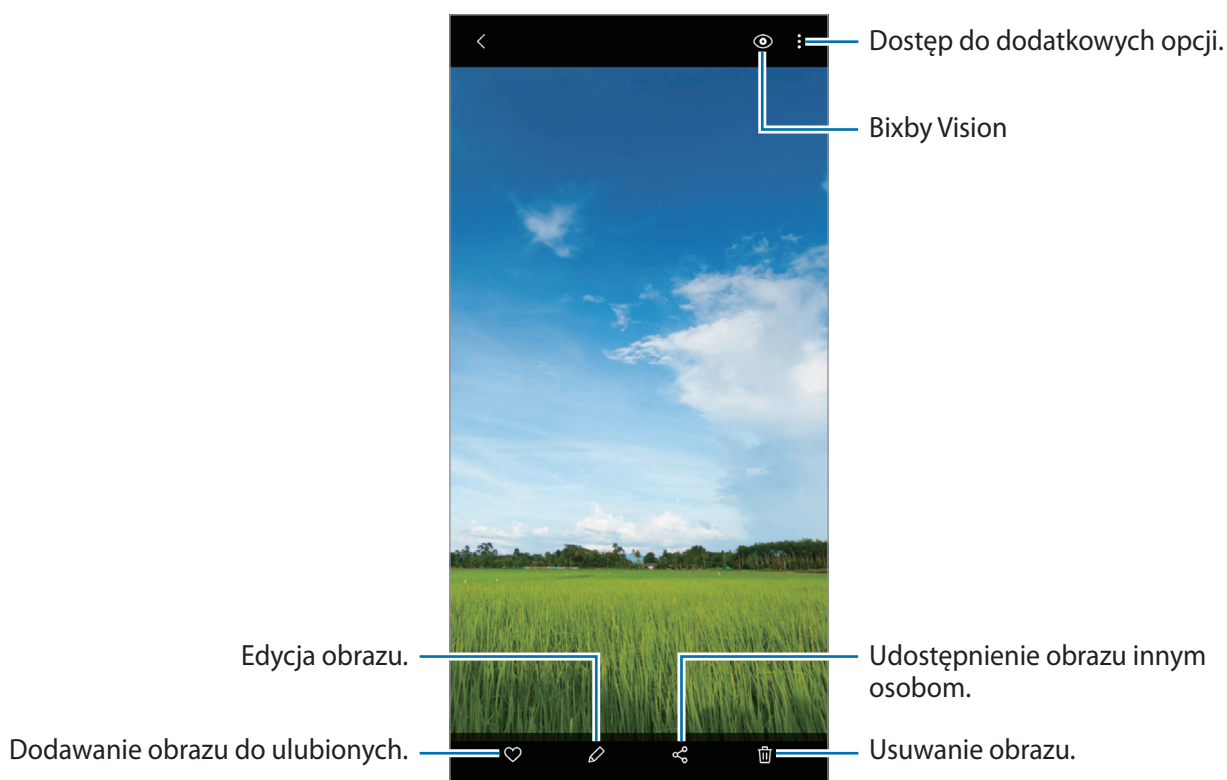 Dostęp do dodatkowych opcji.
Bixby Vision
Edycja obrazu.
Udostępnienie obrazu innym
osobom.
Dodawanie obrazu do ulubionych.
Usuwanie obrazu.